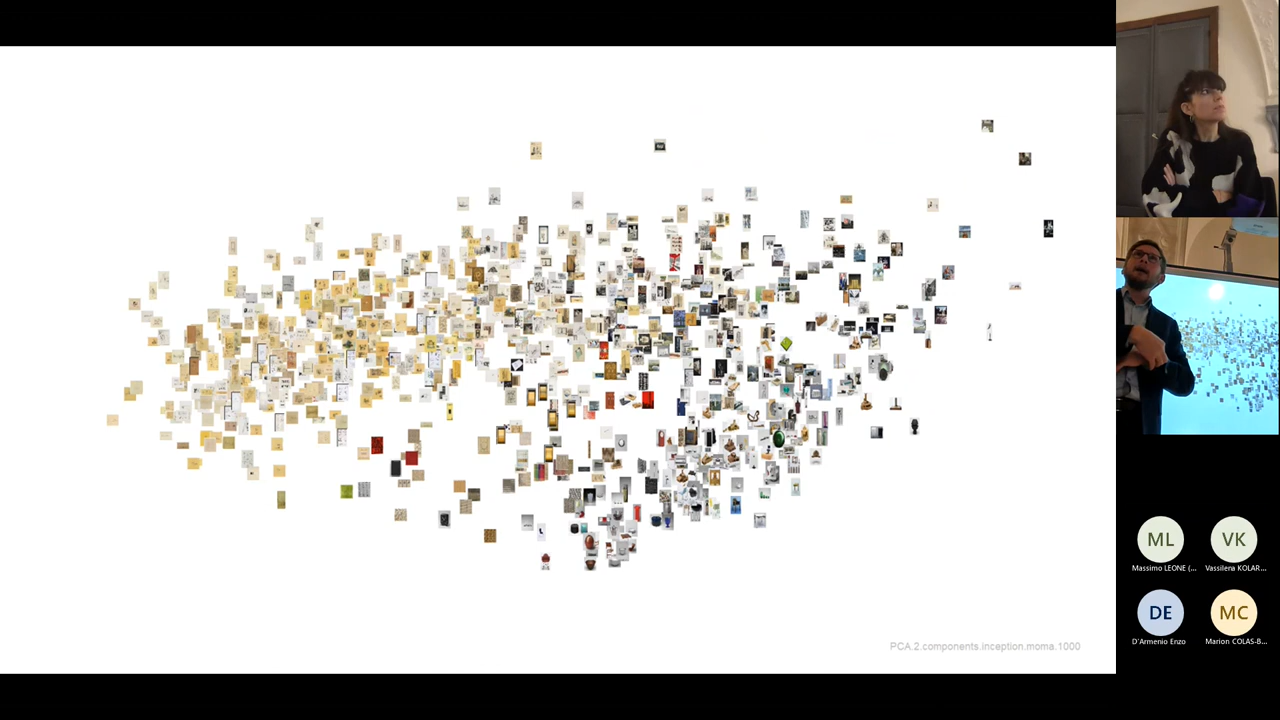 PCA.2.components.inception.moma.1000
ML
VK
Massimo LEONE (...
Vassilena KOLAR...
DE
MC
D'Armenio Enzo
Marion COLAS-B...